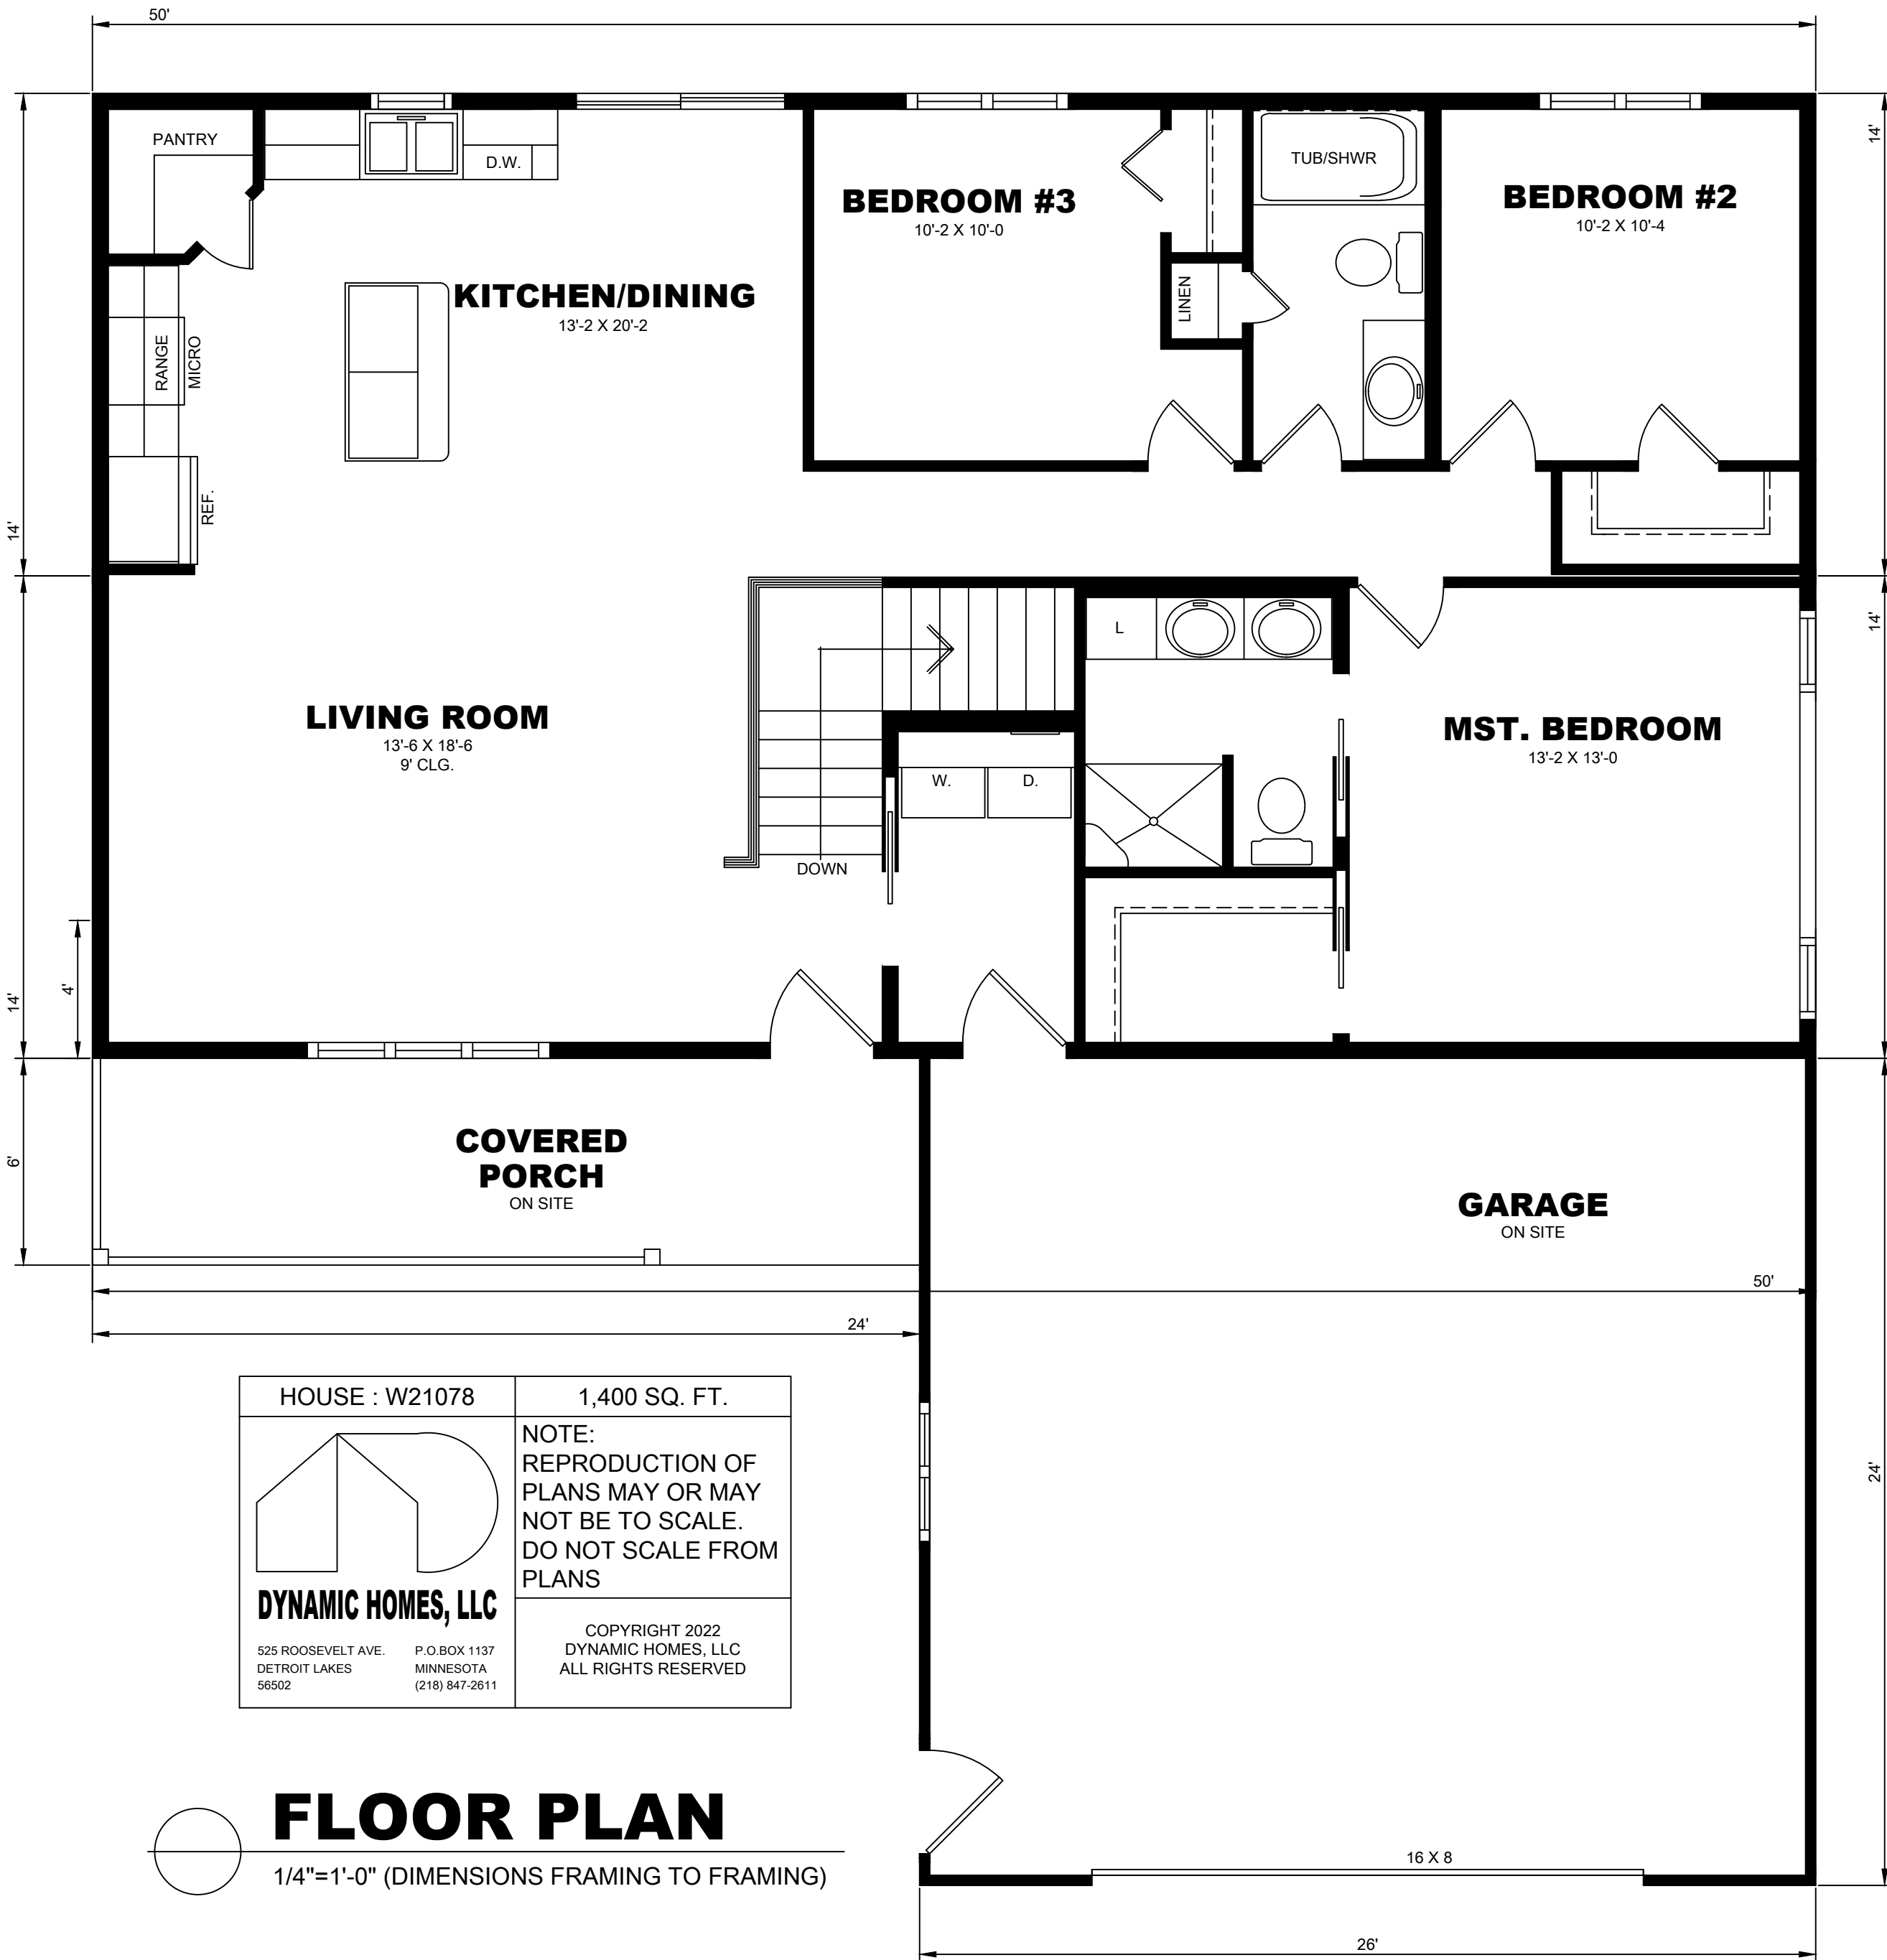 50'
14'
14'
PANTRY
D.W.
TUB/SHWR
BEDROOM #3
10'-2 X 10'-0
BEDROOM #2
10'-2 X 10'-4
KITCHEN/DINING
13'-2 X 20'-2
LINEN
RANGE
MICRO
REF.
14'
14'
L
LIVING ROOM
13'-6 X 18'-6
9' CLG.
MST. BEDROOM
13'-2 X 13'-0
W.
D.
DOWN
4'
COVERED
PORCH
ON SITE
6'
GARAGE
ON SITE
50'
24'
24'
HOUSE : W21078
1,400 SQ. FT.
NOTE:
REPRODUCTION OF
PLANS MAY OR MAY
NOT BE TO SCALE.
DO NOT SCALE FROM
PLANS
DYNAMIC HOMES, LLC
525 ROOSEVELT AVE. P.O.BOX 1137
DETROIT LAKES MINNESOTA
56502 (218) 847-2611
COPYRIGHT 2022
DYNAMIC HOMES, LLC
ALL RIGHTS RESERVED
FLOOR PLAN
1/4"=1'-0" (DIMENSIONS FRAMING TO FRAMING)
16 X 8
26'